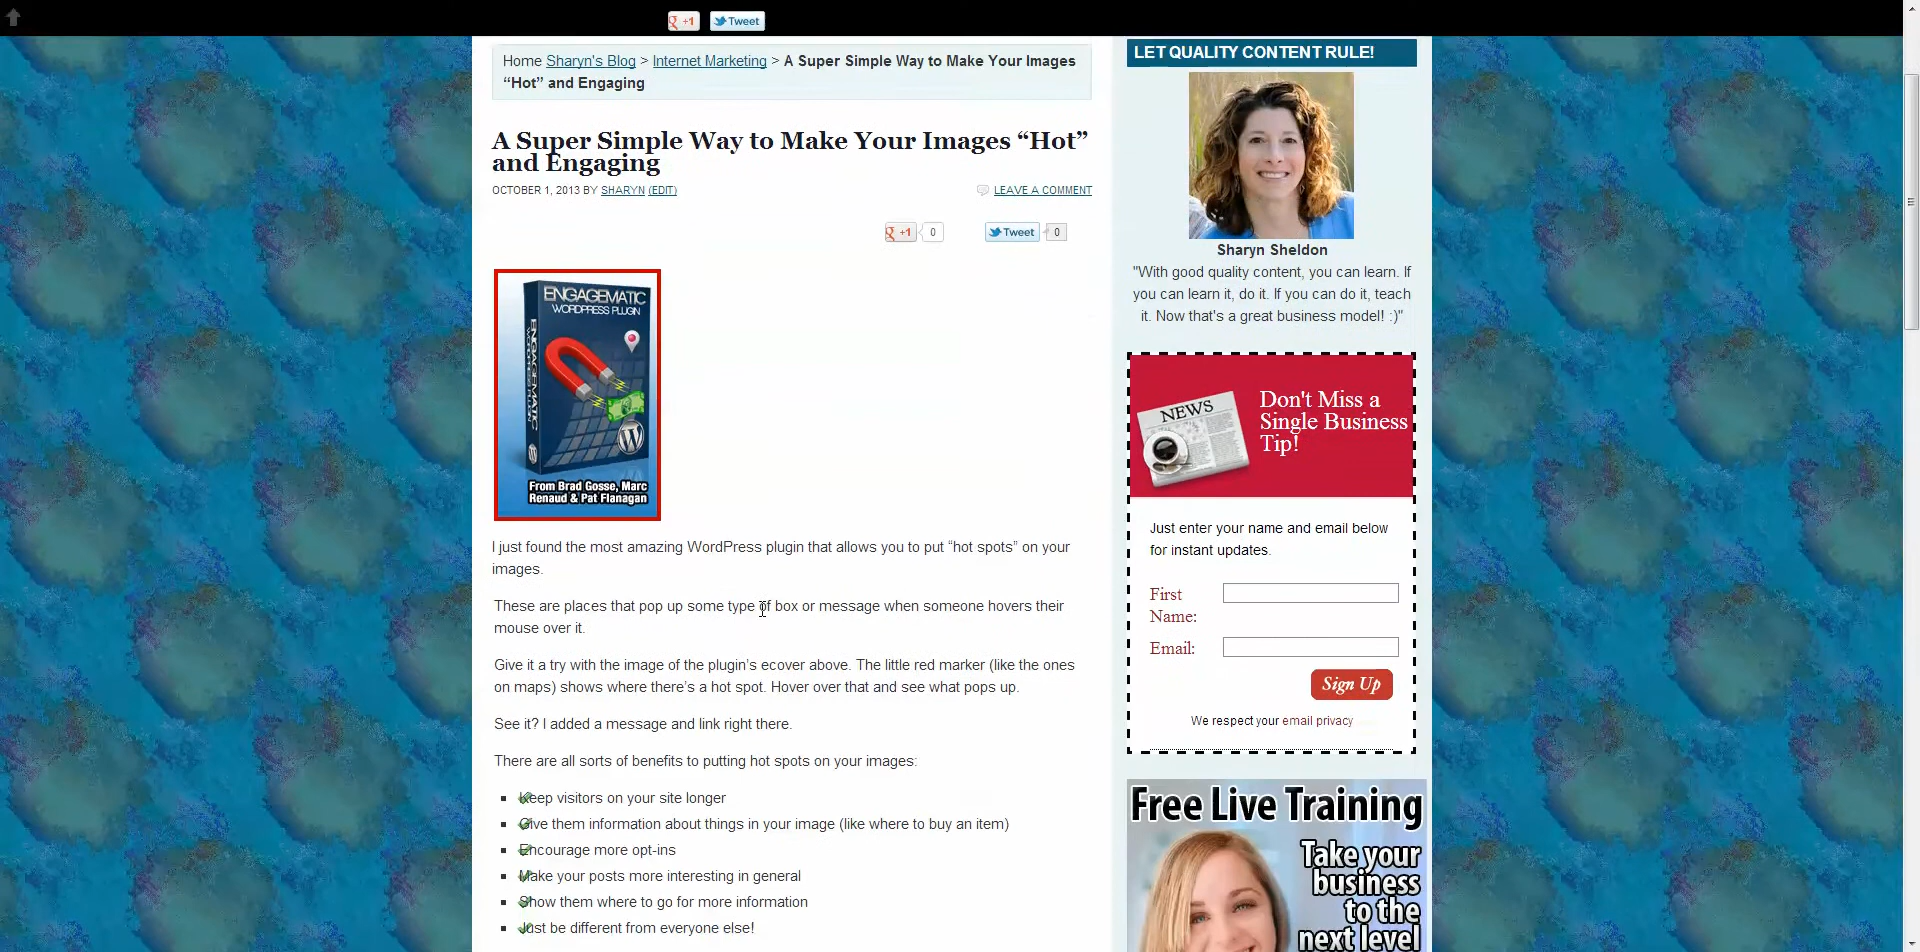 +1 Tweet
Home Sharyn's Blog > Internet Marketing > A Super Simple Way to Make Your Images
“Hot” and Engaging
A Super Simple Way to Make Your Images “Hot”
and Engaging
OCTOBER 1, 2013 BY SHARYN (EDIT)
LEAVE A COMMENT
+1 0 Tweet 0
ENGAGEMATIC
WORDPRESS PLUGIN
ENGAGEMATIC
From Brad Gosse, Marc
Renaud & Pat Flanagan
I just found the most amazing WordPress plugin that allows you to put “hot spots” on your
images.
These are places that pop up some type of box or message when someone hovers their
mouse over it.
Give it a try with the image of the plugin’s ecover above. The little red marker (like the ones
on maps) shows where there’s a hot spot. Hover over that and see what pops up.
See it? I added a message and link right there.
There are all sorts of benefits to putting hot spots on your images:
Keep visitors on your site longer
Give them information about things in your image (like where to buy an item)
Encourage more opt-ins
Make your posts more interesting in general
Show them where to go for more information
Just be different from everyone else!
LET QUALITY CONTENT RULE!
Sharyn Sheldon
"With good quality content, you can learn. If
you can learn it, do it. If you can do it, teach
it. Now that's a great business model! :)"
NEWS
Don't Miss a
Single Business
Tip!
Just enter your name and email below
for instant updates.
First
Name:
Email:
Sign Up
We respect your email privacy
Free Live Training
Take your
business
to the
next level